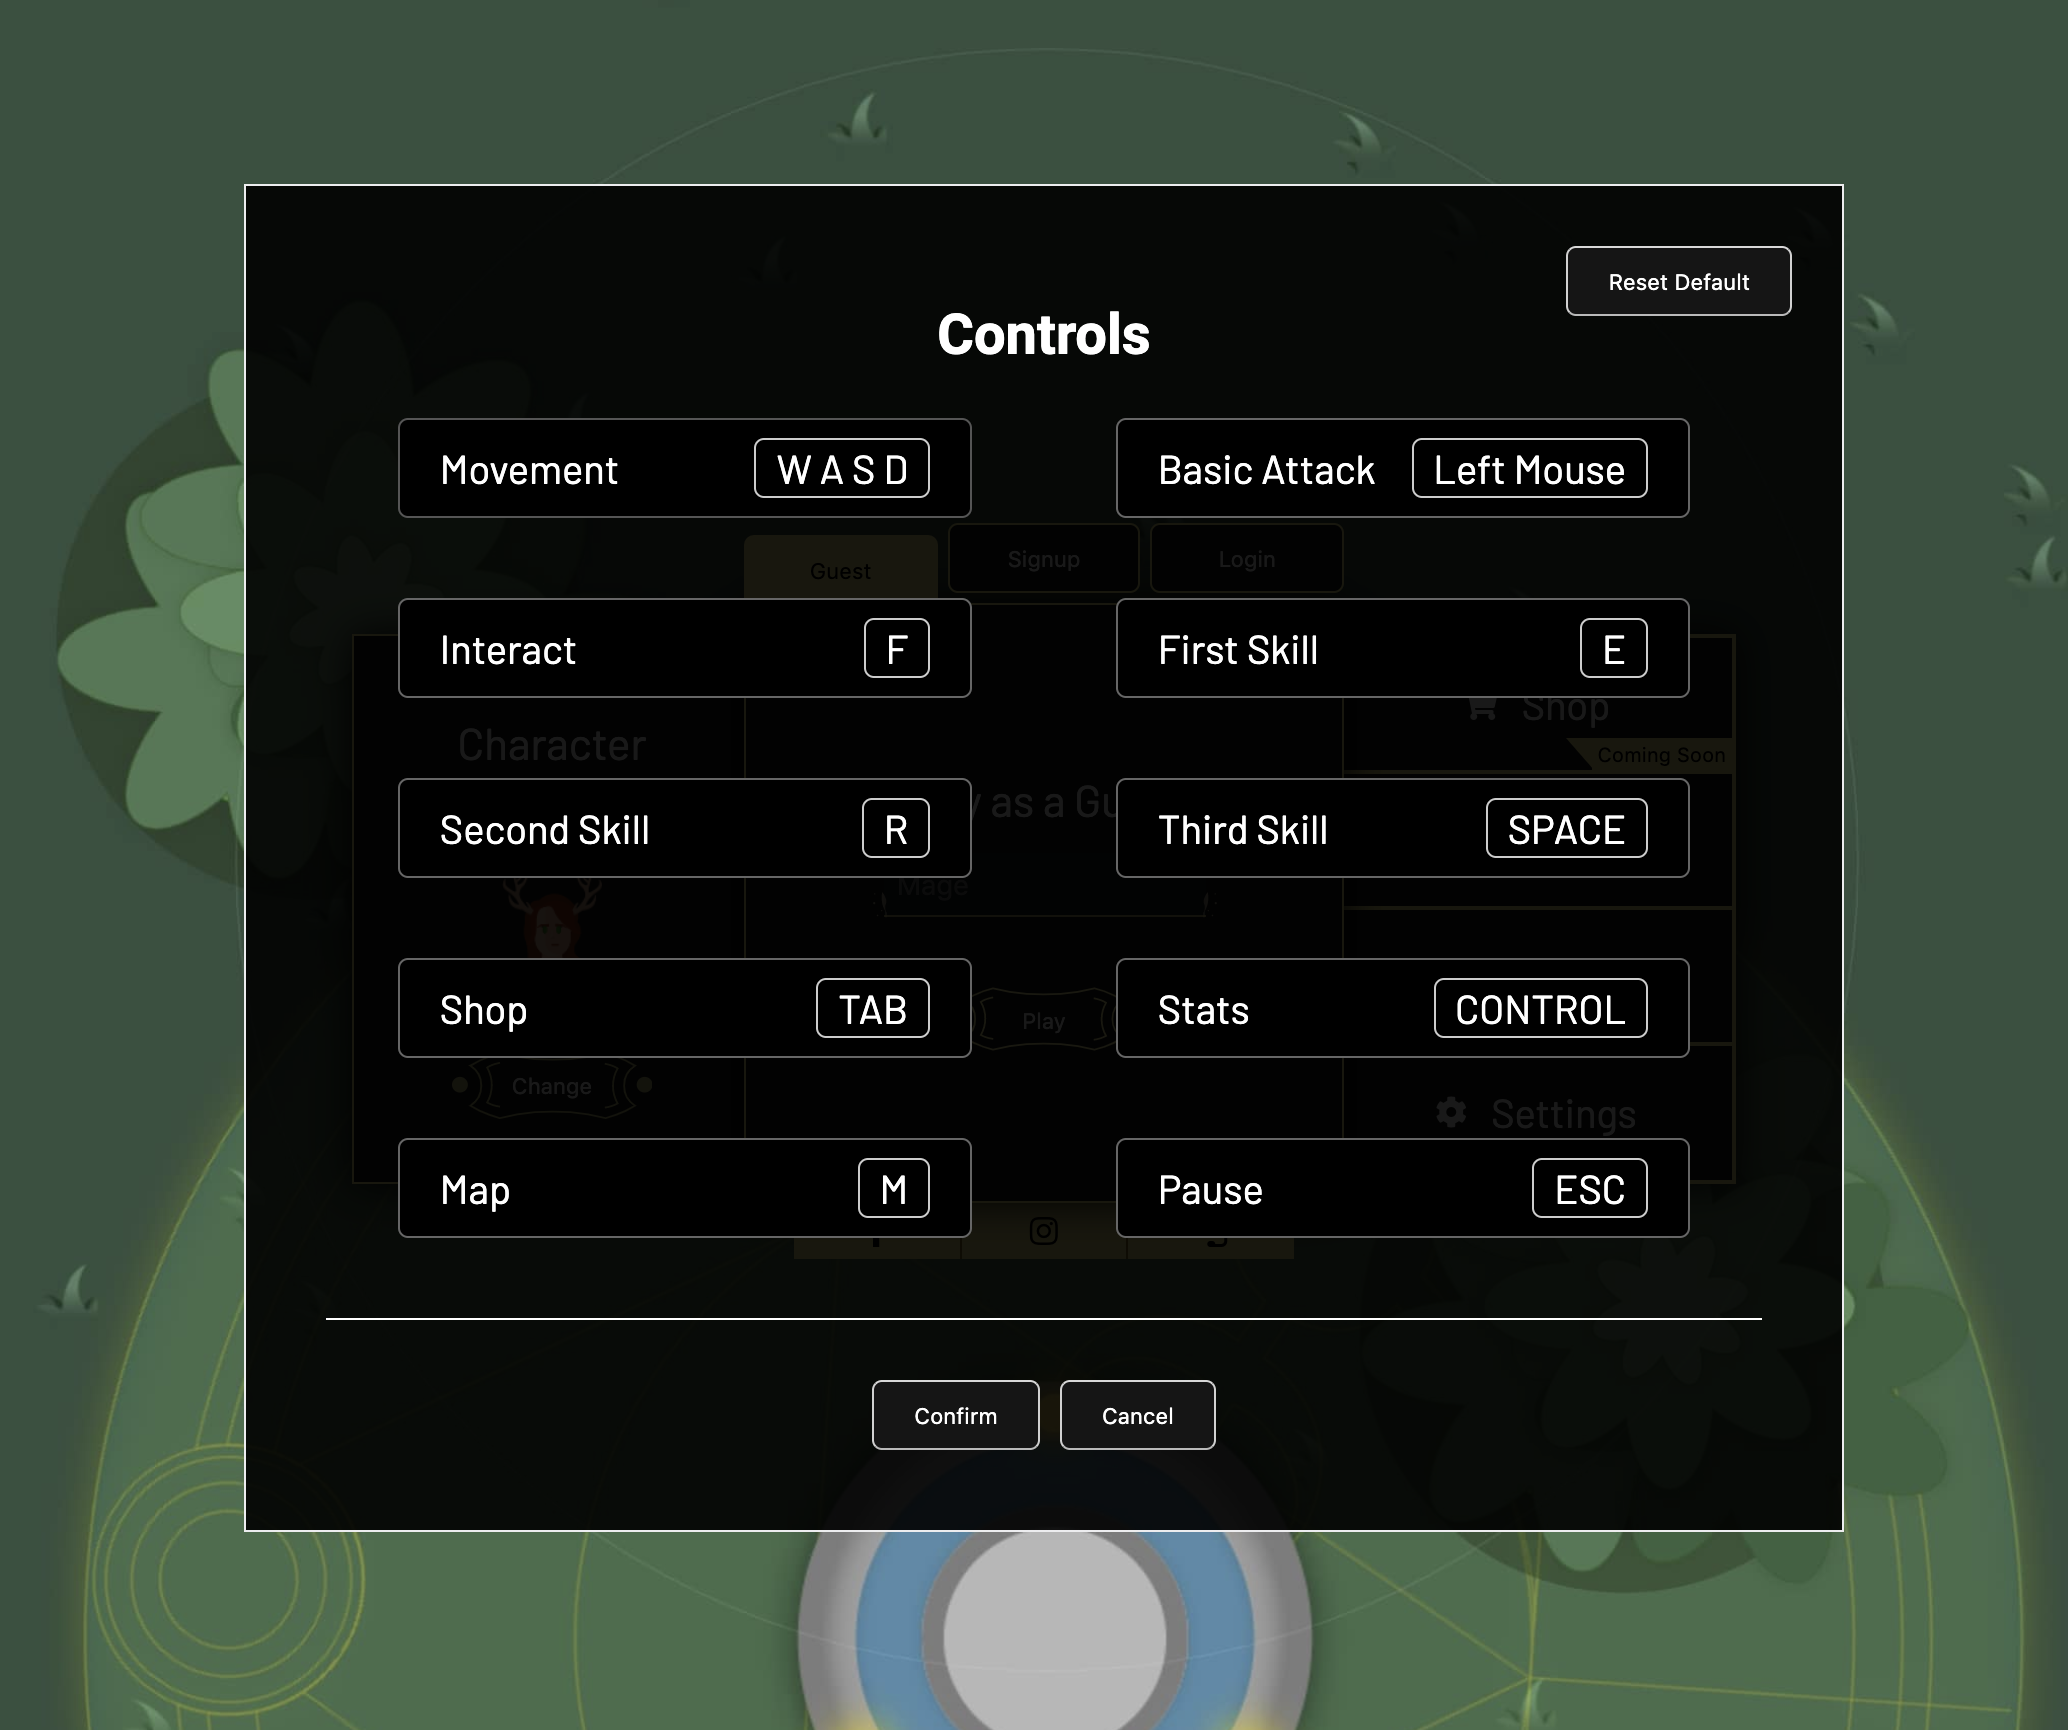 Reset Default
Controls
Movement W A S D
Basic Attack Left Mouse
Guest Signup Login
Interact F
First Skill E
Shop
Character
Coming Soon
as a
Second Skill R
Third Skill SPACE
Mage
Shop TAB
Stats CONTROL
Play
Change
Settings
Map M
Pause ESC
Confirm Cancel